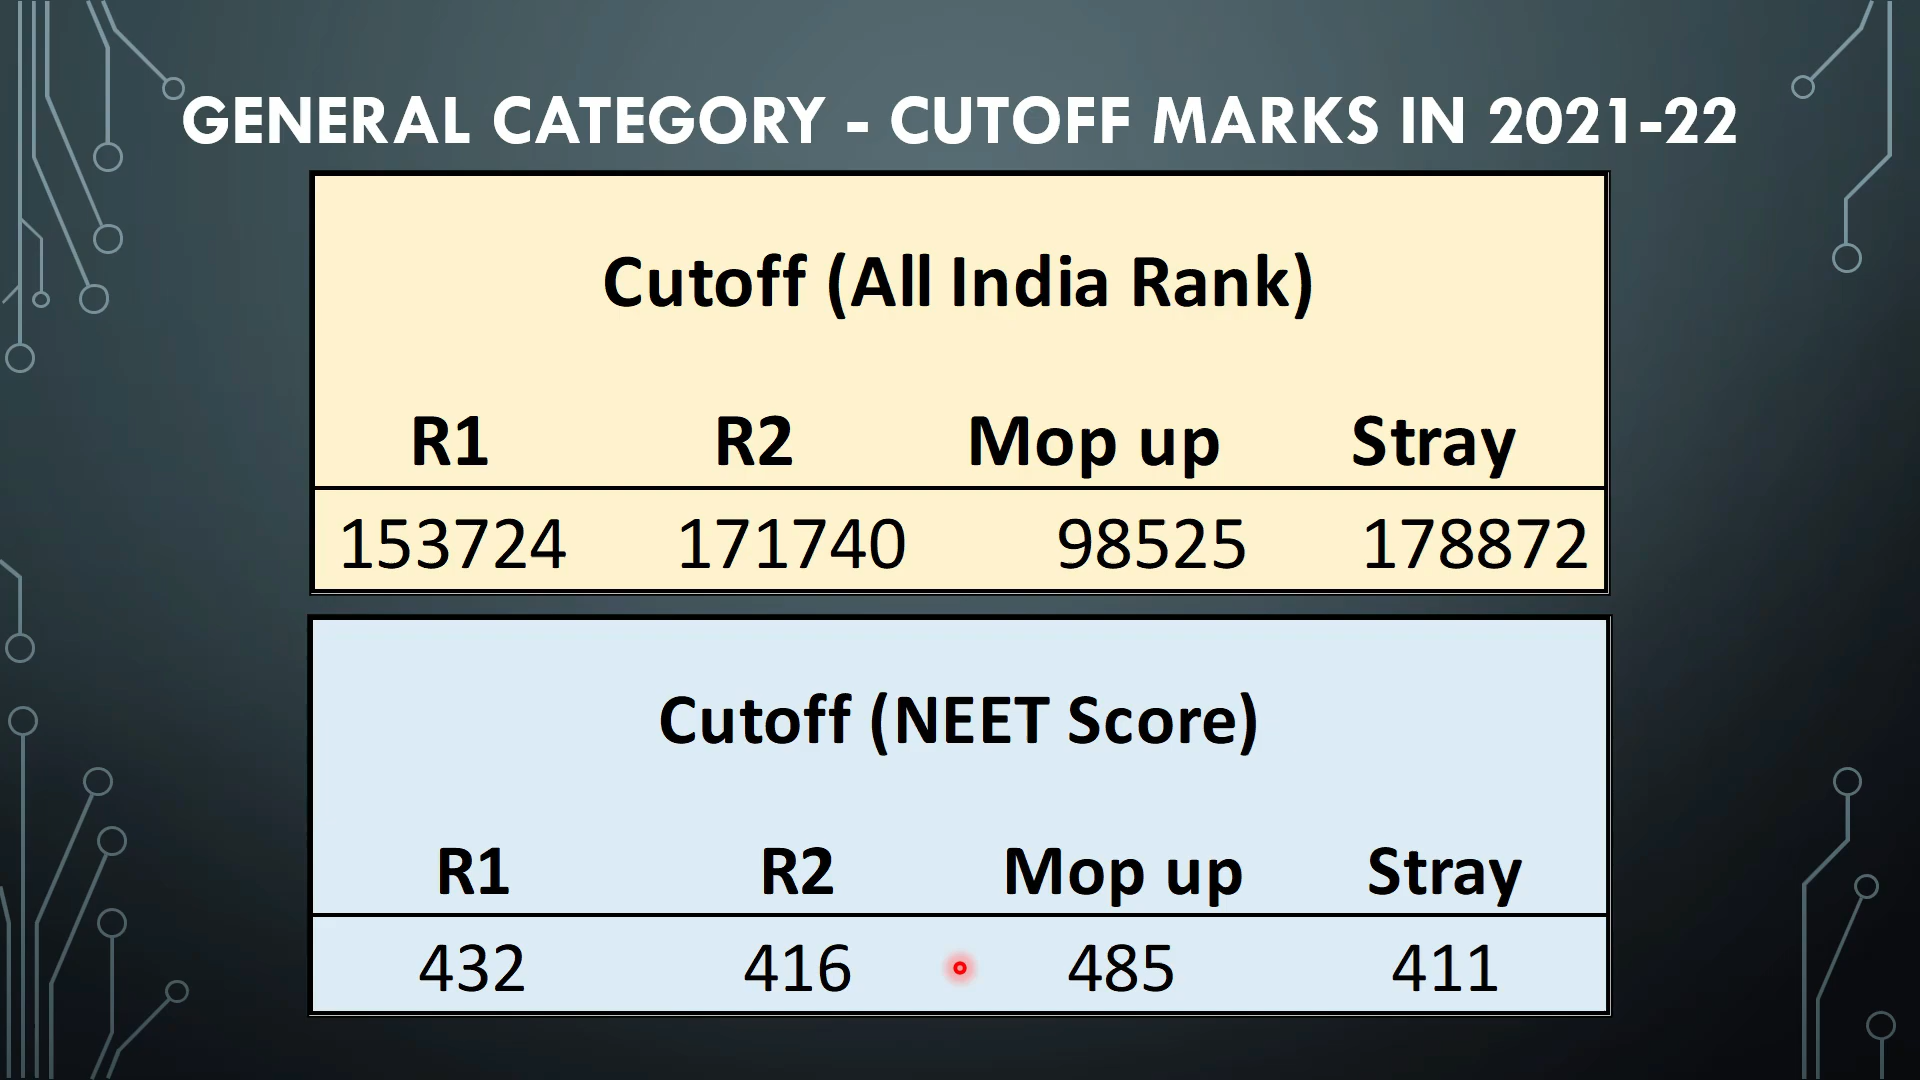 GENERAL CATEGORY - CUTOFF MARKS IN 2021-22
Cutoff (All India Rank)
R1 R2 Mop up Stray
153724 171740 98525 178872
Cutoff (NEET Score)
R1 R2 Mop up Stray
432 416 485 411